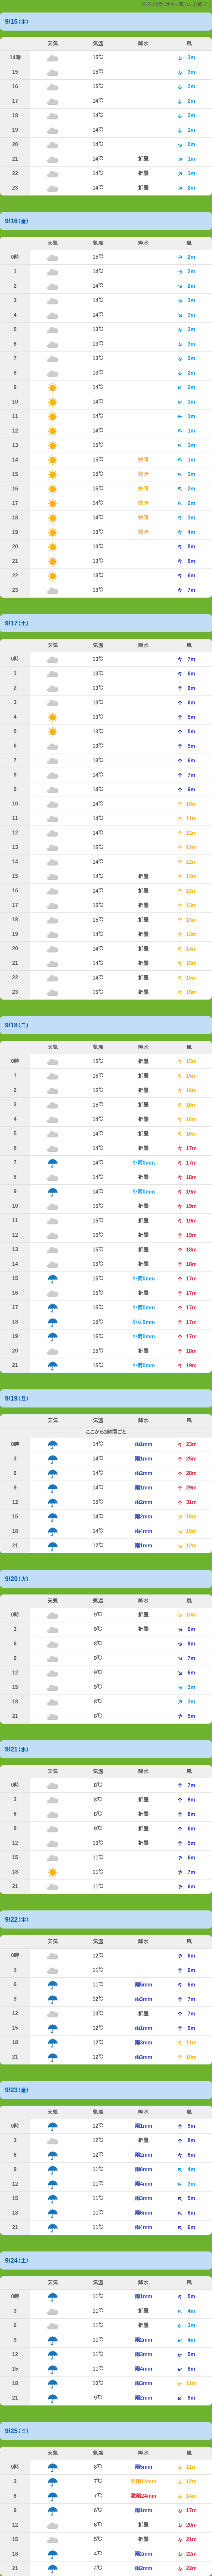 9/15(木)
天気 気温 降水 風
14時 15℃ 3m
15 15℃ 3m
16 15℃ 2m
17 14℃ 2m
18 14℃ 2m
19 14℃ 1m
20 14℃ 0m
21 14℃ 折畳 1m
22 14℃ 折畳 1m
23 14℃ 折畳 2m
9/16(金)
天気 気温 降水 風
0時 15℃ 2m
1 14℃ 2m
2 14℃ 2m
3 14℃ 3m
4 14℃ 3m
5 13℃ 3m
6 13℃ 3m
7 13℃ 3m
8 13℃ 2m
9 14℃ 2m
10 14℃ 1m
11 14℃ 1m
12 14℃ 1m
13 15℃ 1m
14 15℃ 1m
15 15℃ 1m
16 15℃ 2m
17 14℃ 2m
18 14℃ 3m
19 13℃ 4m
20 13℃ 5m
21 13℃ 6m
22 13℃ 6m
23 13℃ 7m
9/17(土)
天気 気温 降水 風
0時 13℃ 7m
1 13℃ 6m
2 13℃ 6m
3 13℃ 6m
4 13℃ 5m
5 13℃ 5m
6 13℃ 5m
7 13℃ 6m
8 14℃ 7m
9 14℃ 9m
10 14℃ 10m
11 14℃ 11m
12 14℃ 12m
13 15℃ 12m
14 14℃ 12m
15 14℃ 折畳 13m
16 14℃ 折畳 13m
17 15℃ 折畳 13m
18 15℃ 折畳 13m
19 14℃ 折畳 13m
20 14℃ 折畳 14m
21 14℃ 折畳 15m
22 14℃ 折畳 15m
23 15℃ 折畳 15m
9/18(日)
天気 気温 降水 風
0時 15℃ 折畳 15m
1 15℃ 折畳 15m
2 15℃ 折畳 16m
3 14℃ 折畳 16m
4 14℃ 折畳 16m
5 14℃ 折畳 16m
6 14℃ 折畳 17m
7 14℃ 小雨0mm 17m
8 14℃ 折畳 18m
9 14℃ 小雨0mm 19m
10 15℃ 折畳 19m
11 15℃ 折畳 19m
12 15℃ 折畳 19m
13 15℃ 折畳 18m
14 15℃ 折畳 18m
15 15℃ 小雨0mm 17m
16 15℃ 折畳 17m
17 15℃ 小雨0mm 17m
18 15℃ 小雨0mm 17m
19 15℃ 小雨0mm 17m
20 15℃ 折畳 18m
21 15℃ 小雨0mm 19m
9/19(月)
天気 気温 降水 風
ここから3時間ごと
0時 14℃ 雨1mm 23m
3 14℃ 雨1mm 25m
6 14℃ 雨2mm 28m
9 14℃ 雨1mm 29m
12 15℃ 雨2mm 31m
15 14℃ 雨2mm 15m
18 14℃ 雨4mm 15m
21 12℃ 雨1mm 12m
9/20(火)
天気 気温 降水 風
0時 9℃ 折畳 10m
3 9℃ 折畳 9m
6 8℃ 9m
9 9℃ 7m
12 9℃ 6m
15 9℃ 3m
18 8℃ 3m
21 8℃ 5m
9/21(水)
天気 気温 降水 風
0時 8℃ 7m
3 8℃ 折畳 8m
6 8℃ 折畳 8m
9 9℃ 折畳 6m
12 10℃ 折畳 5m
15 11℃ 6m
18 11℃ 7m
21 11℃ 6m
9/22(木)
天気 気温 降水 風
0時 12℃ 6m
3 11℃ 6m
6 11℃ 雨5mm 6m
9 12℃ 雨3mm 7m
12 13℃ 折畳 7m
15 12℃ 雨1mm 9m
18 12℃ 雨3mm 11m
21 12℃ 雨3mm 10m
9/23(金)
天気 気温 降水 風
0時 12℃ 雨1mm 9m
3 12℃ 折畳 8m
6 12℃ 雨2mm 6m
9 11℃ 雨6mm 4m
12 11℃ 雨4mm 3m
15 11℃ 雨3mm 5m
18 11℃ 雨6mm 8m
21 11℃ 雨4mm 6m
9/24(土)
天気 気温 降水 風
0時 11℃ 雨1mm 5m
3 11℃ 折畳 4m
6 11℃ 折畳 3m
9 11℃ 雨2mm 4m
12 11℃ 雨3mm 5m
15 11℃ 雨4mm 8m
18 10℃ 雨3mm 11m
21 9℃ 雨2mm 9m
9/25(日)
天気 気温 降水 風
0時 8℃ 雨5mm 11m
3 7℃ 強雨14mm 12m
6 7℃ 豪雨24mm 14m
9 6℃ 雨1mm 17m
12 6℃ 折畳 20m
15 5℃ 折畳 21m
18 4℃ 雨2mm 22m
21 4℃ 雨2mm 22m